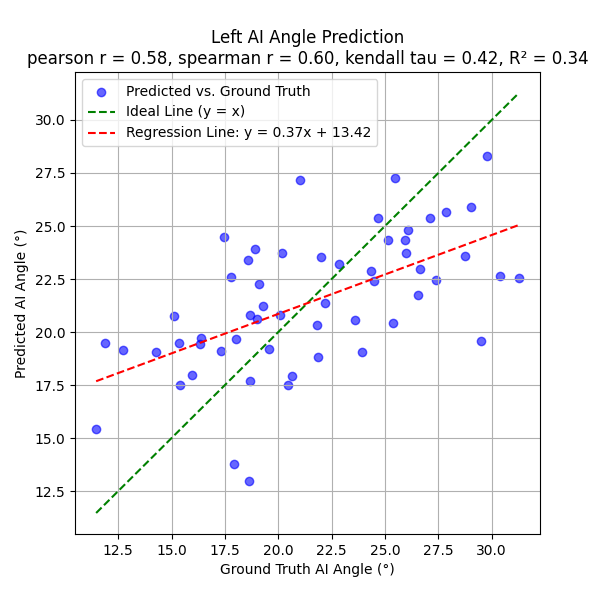 Left AI Angle Prediction
pearson r = 0.58, spearman r = 0.60, kendall tau = 0.42, R² = 0.34
Predicted vs. Ground Truth
Ideal Line (y = x)
Regression Line: y = 0.37x + 13.42
Predicted AI Angle (°)
30.0
27.5
25.0
22.5
20.0
17.5
15.0
12.5
12.5 15.0 17.5 20.0 22.5 25.0 27.5 30.0
Ground Truth AI Angle (°)